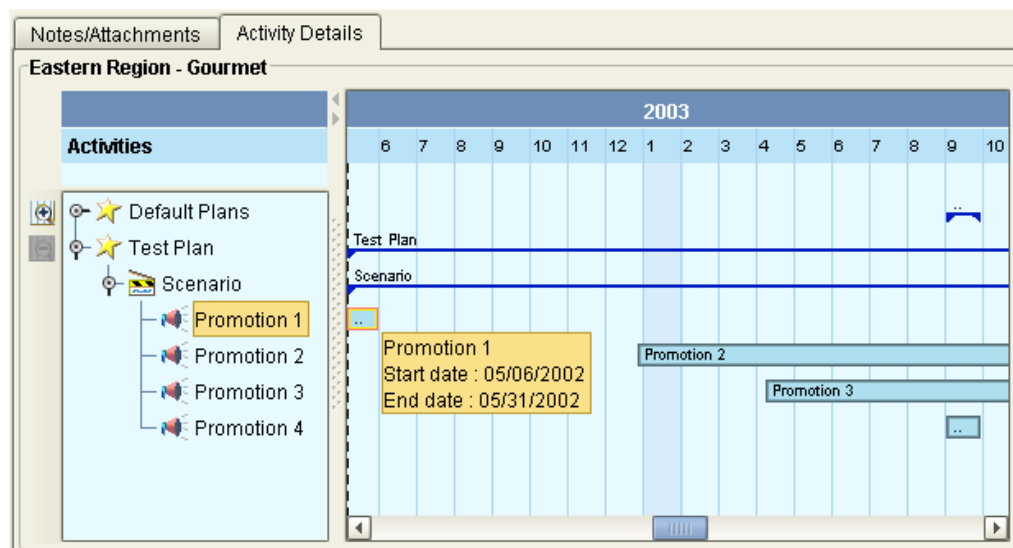 Notes/Attachments Activity Details
Eastern Region - Gourmet
2003
Activities 6 7 8 9 10 11 12 1 2 3 4 5 6 7 8 9 10
Default Plans ..
Test Plan
Test Plan
Scenario
Scenario
Promotion 1 ..
Promotion 1
Start date : 05/06/2002
End date : 05/31/2002
Promotion 2 Promotion 2
Promotion 3 Promotion 3
Promotion 4 ..